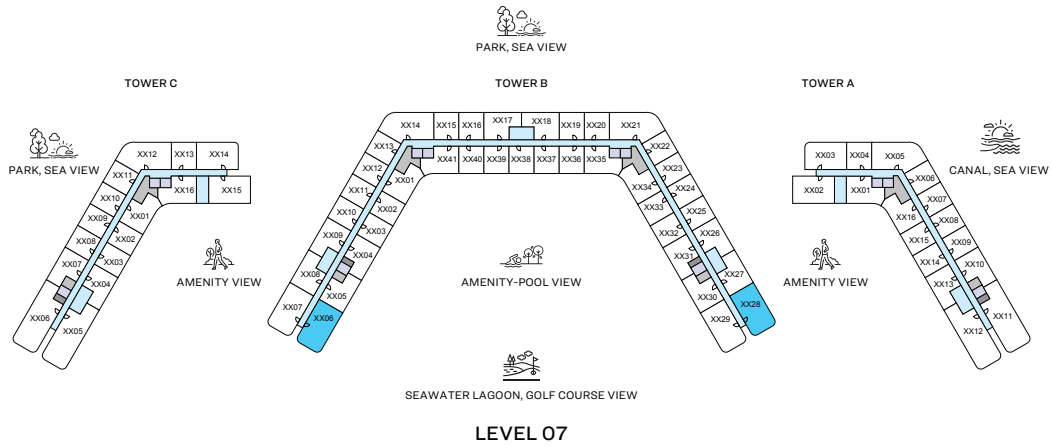 PARK, SEA VIEW
TOWER C
TOWER B
TOWER A
PARK, SEA VIEW
CANAL, SEA VIEW
XX12 XX13 XX14
XX11
XX10
XX09
XX08
XX07
XX06
XX16 XX15
XX01
XX02
XX03
XX04
XX05
AMENITY VIEW
XX14 XX15 XX16 XX17 XX18 XX19 XX20 XX21
XX13
XX12
XX11
XX10
XX09
XX08
XX07
XX41 XX40 XX39 XX38 XX37 XX36 XX35
XX01
XX02
XX03
XX04
XX05
XX06
XX22
XX23
XX24
XX25
XX26
XX27
XX28
XX34
XX33
XX32
XX31
XX30
XX29
AMENITY-POOL VIEW
AMENITY VIEW
XX03 XX04 XX05
XX02 XX01
XX06
XX07
XX08
XX09
XX10
XX11
XX16
XX15
XX14
XX13
XX12
SEAWATER LAGOON, GOLF COURSE VIEW
LEVEL 07